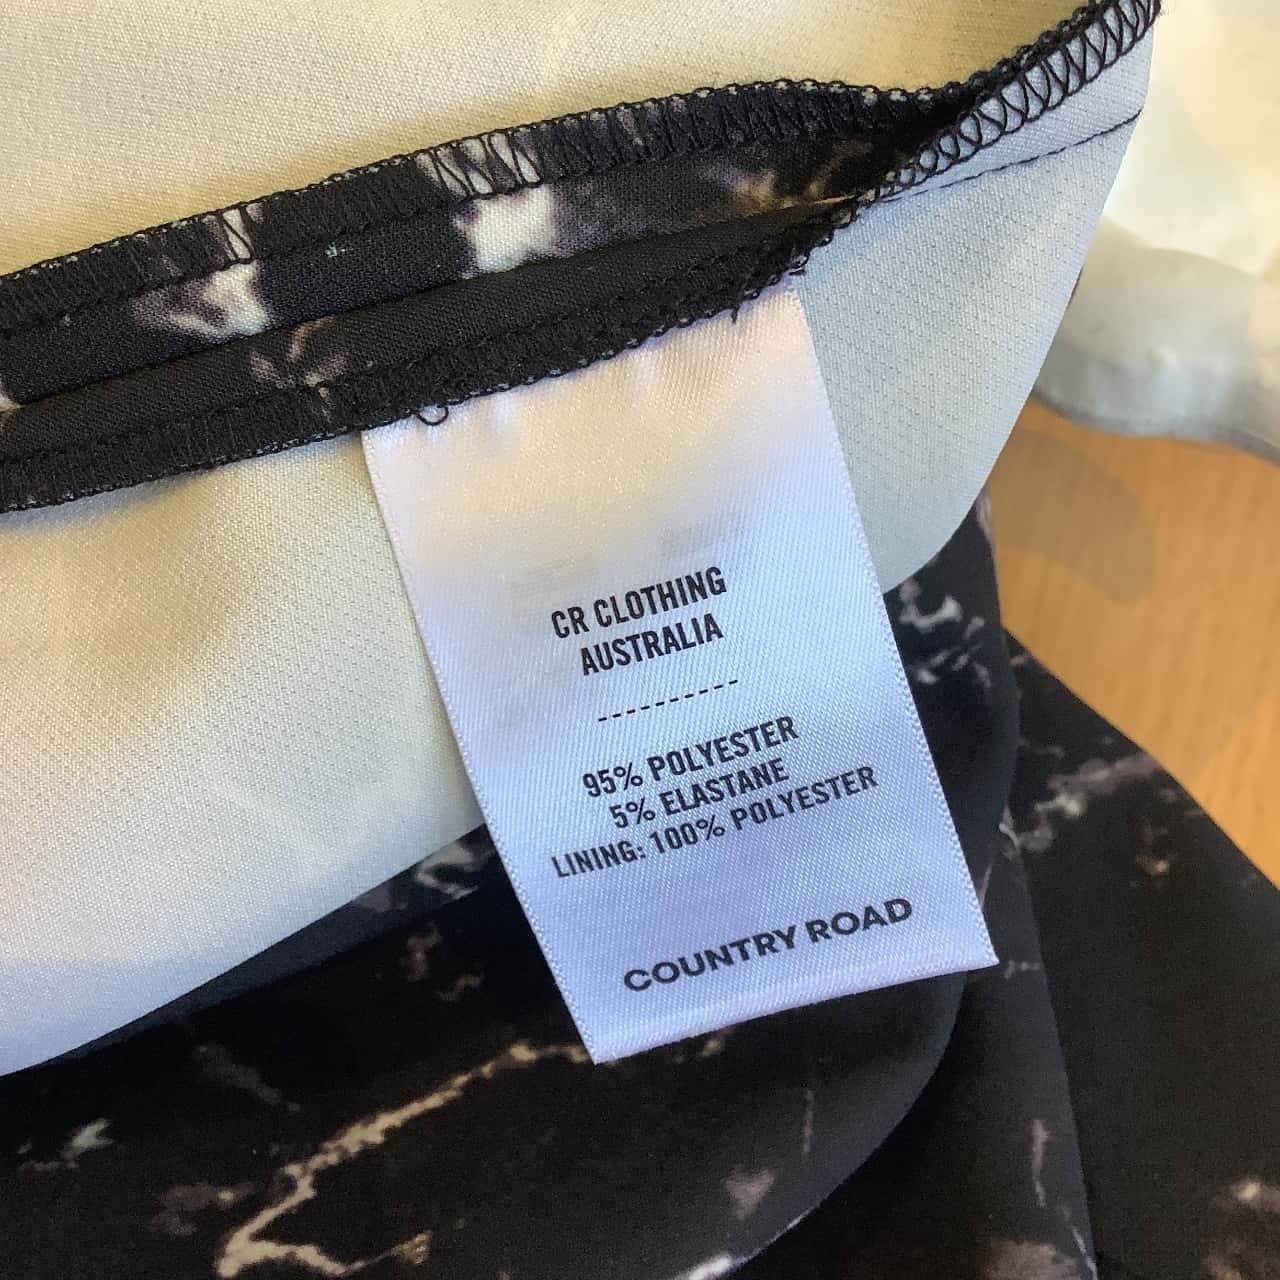 CR CLOTHING
AUSTRALIA
-----------
95% POLYESTER
5% ELASTANE
LINING: 100% POLYESTER
COUNTRY ROAD